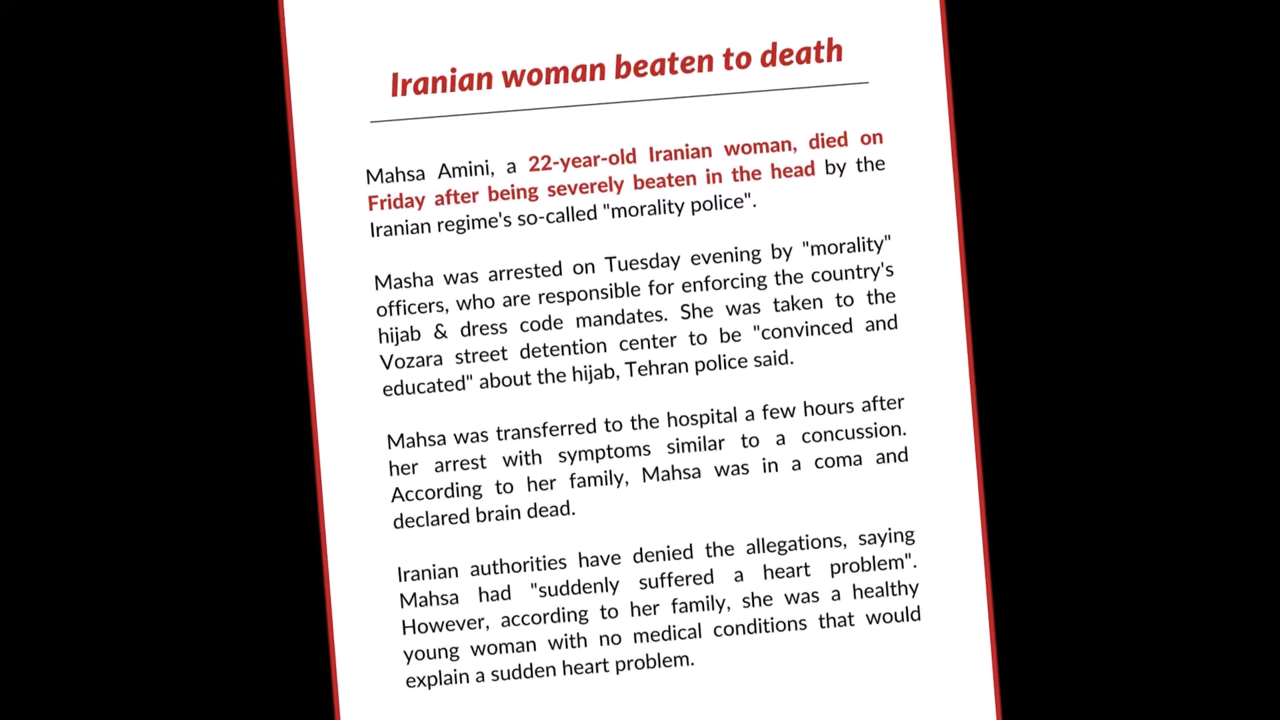 Iranian woman beaten to death
Mahsa Amini, a 22-year-old Iranian woman, died on
Friday after being severely beaten in the head by the
Iranian regime's so-called "morality police".
Masha was arrested on Tuesday evening by "morality"
officers, who are responsible for enforcing the country's
hijab & dress code mandates. She was taken to the
Vozara street detention center to be "convinced and
educated" about the hijab, Tehran police said.
Mahsa was transferred to the hospital a few hours after
her arrest with symptoms similar to a concussion.
According to her family, Mahsa was in a coma and
declared brain dead.
Iranian authorities have denied the allegations, saying
Mahsa had "suddenly suffered a heart problem".
However, according to her family, she was a healthy
young woman with no medical conditions that would
explain a sudden heart problem.